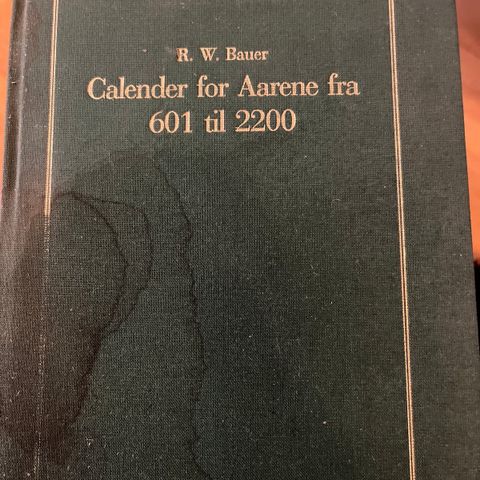 R. W. Bauer
Calender for Aarene fra
601 til 2200